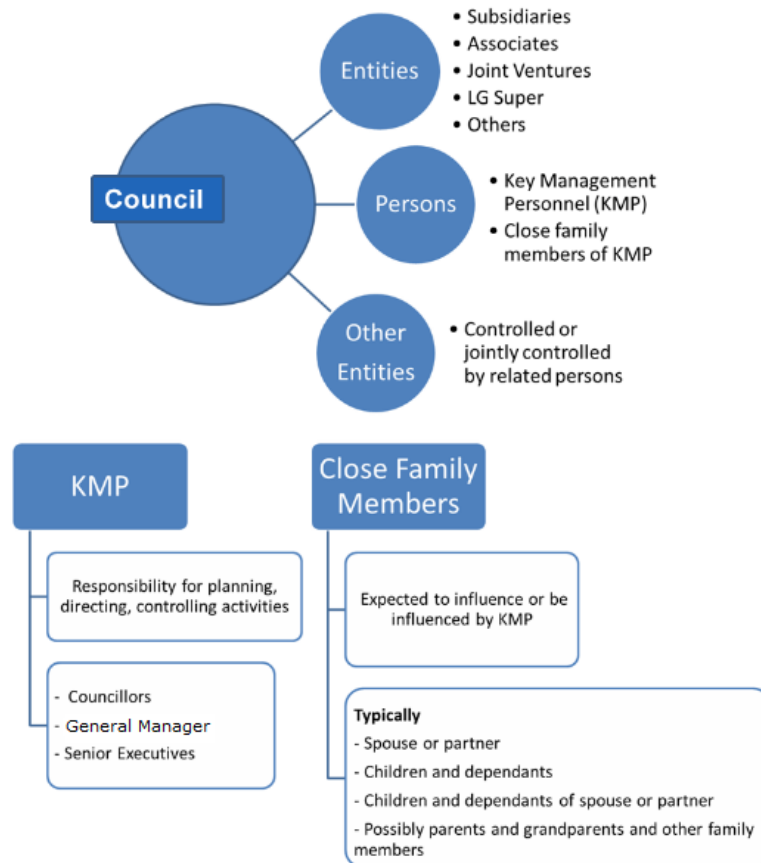 • Subsidiaries
• Associates
• Joint Ventures
• LG Super
• Others
Entities
Council
Persons
• Key Management
Personnel (KMP)
• Close family
members of KMP
Other
Entities
• Controlled or
jointly controlled
by related persons
KMP
Responsibility for planning,
directing, controlling activities
- Councillors
- General Manager
- Senior Executives
Close Family
Members
Expected to influence or be
influenced by KMP
Typically
- Spouse or partner
- Children and dependants
- Children and dependants of spouse or partner
- Possibly parents and grandparents and other family
members